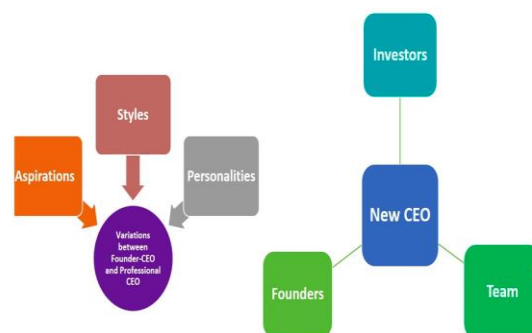 Styles
Aspirations
Personalities
Variations
between
Founder-CEO
and Professional
CEO
Investors
New CEO
Founders
Team